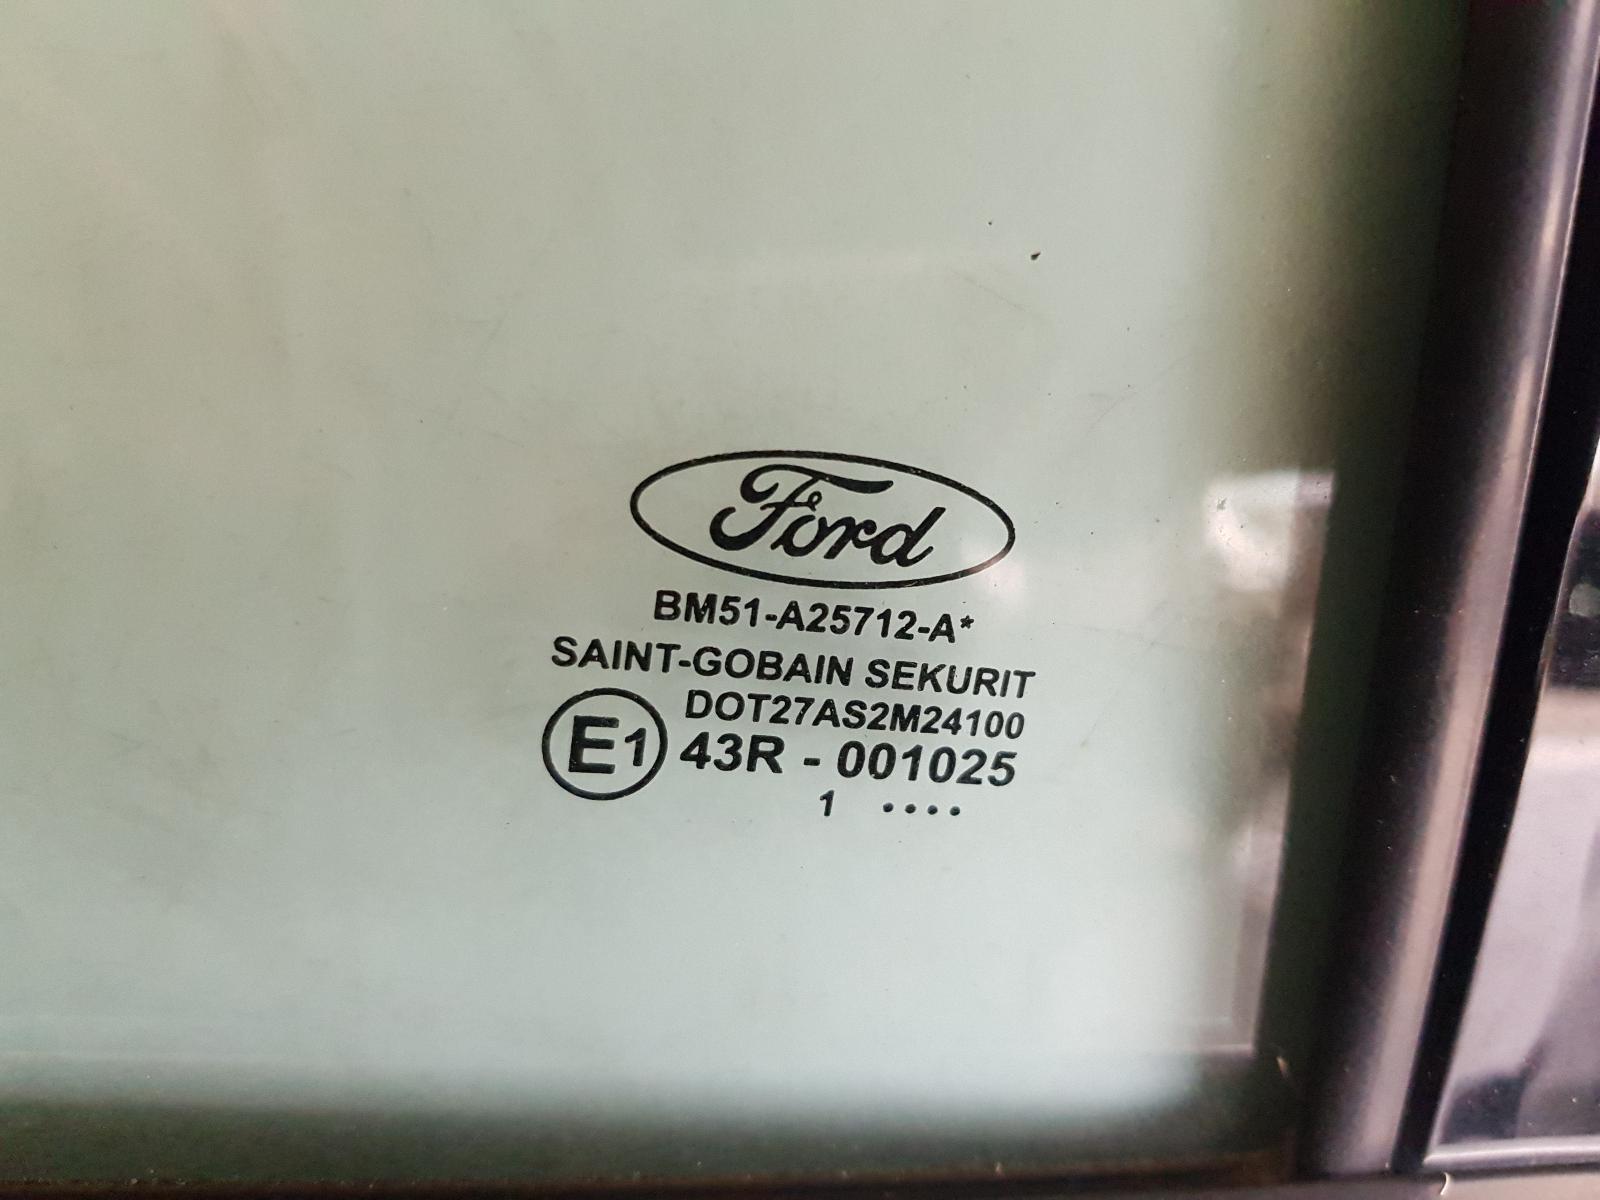 Ford
BM51-A25712-A*
SAINT-GOBAIN SEKURIT
DOT27AS2M24100
E1 43R - 001025
1 ....